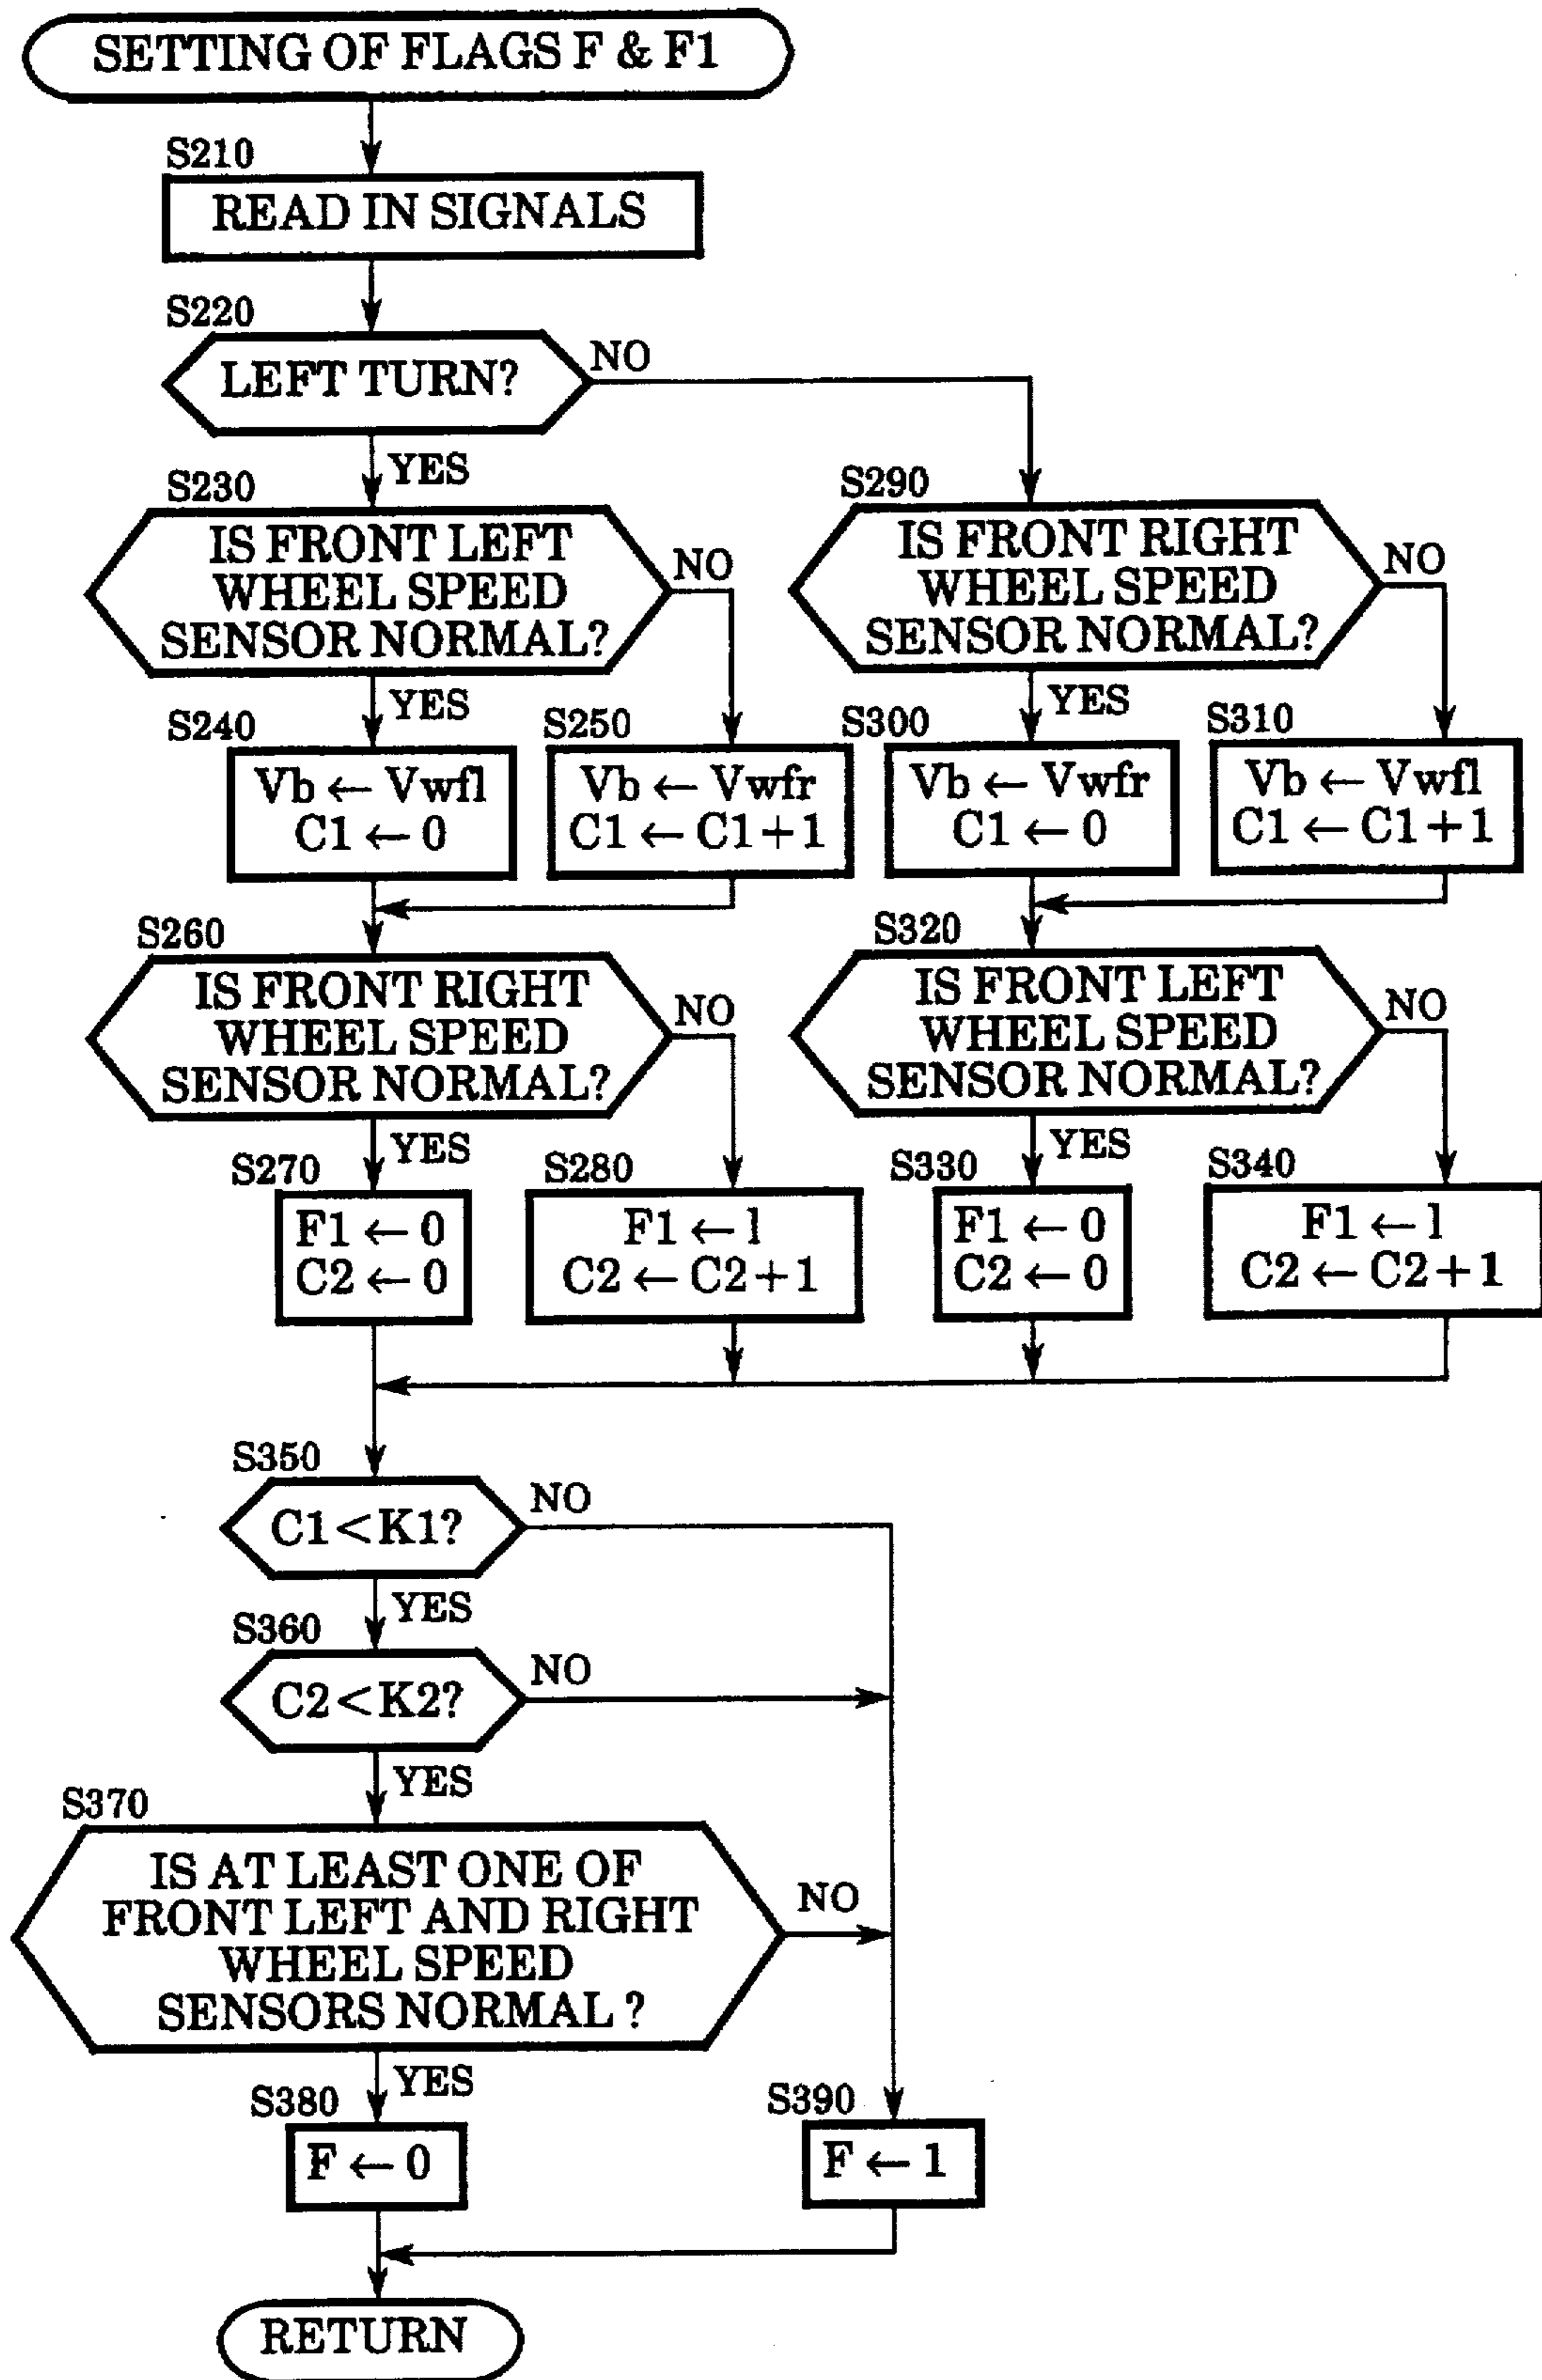 SETTING OF FLAGS F & F1
S210
READ IN SIGNALS
S220
LEFT TURN?
NO
YES
S230
IS FRONT LEFT
WHEEL SPEED
SENSOR NORMAL?
NO
YES
S290
IS FRONT RIGHT
WHEEL SPEED
SENSOR NORMAL?
NO
YES
S240
Vb ← Vwfl
C1 ← 0
S250
Vb ← Vwfr
C1 ← C1+1
S300
Vb ← Vwfr
C1 ← 0
S310
Vb ← Vwfl
C1 ← C1+1
S260
IS FRONT RIGHT
WHEEL SPEED
SENSOR NORMAL?
NO
YES
S320
IS FRONT LEFT
WHEEL SPEED
SENSOR NORMAL?
NO
YES
S270
F1 ← 0
C2 ← 0
S280
F1 ← 1
C2 ← C2+1
S330
F1 ← 0
C2 ← 0
S340
F1 ← 1
C2 ← C2+1
S350
C1<K1?
NO
YES
S360
C2<K2?
NO
YES
S370
IS AT LEAST ONE OF
FRONT LEFT AND RIGHT
WHEEL SPEED
SENSORS NORMAL ?
NO
YES
S380
F ← 0
S390
F ← 1
RETURN